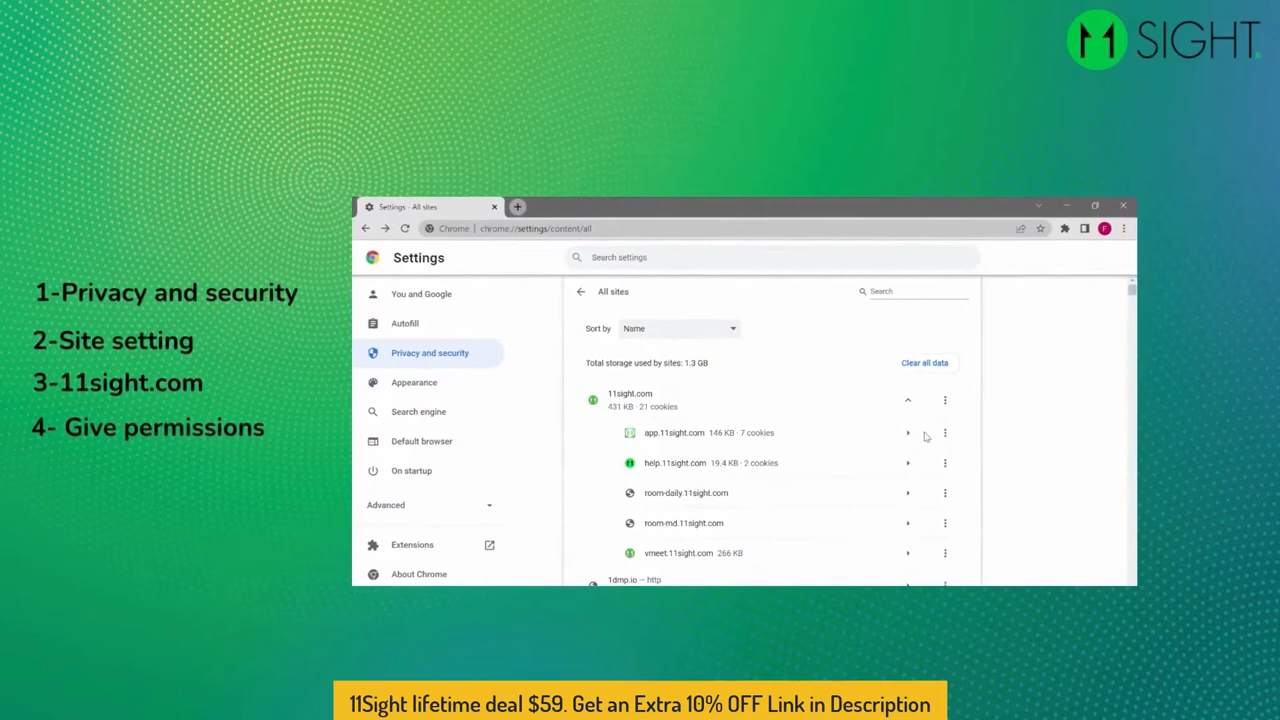 SIGHT.
1-Privacy and security
2-Site setting
3-11sight.com
4- Give permissions
Settings - All sites
Chrome | chrome://settings/content/all
F
Settings
Search settings
You and Google
Autofill
Privacy and security
Appearance
Search engine
Default browser
On startup
Advanced
Extensions
About Chrome
All sites
Search
Sort by
Name
Total storage used by sites: 1.3 GB
Clear all data
11sight.com
431 KB · 21 cookies
app.11sight.com 146 KB · 7 cookies
help.11sight.com 19.4 KB · 2 cookies
room-daily.11sight.com
room-md.11sight.com
vmeet.11sight.com 266 KB
1dmp.io — http
11Sight lifetime deal $59. Get an Extra 10% OFF Link in Description